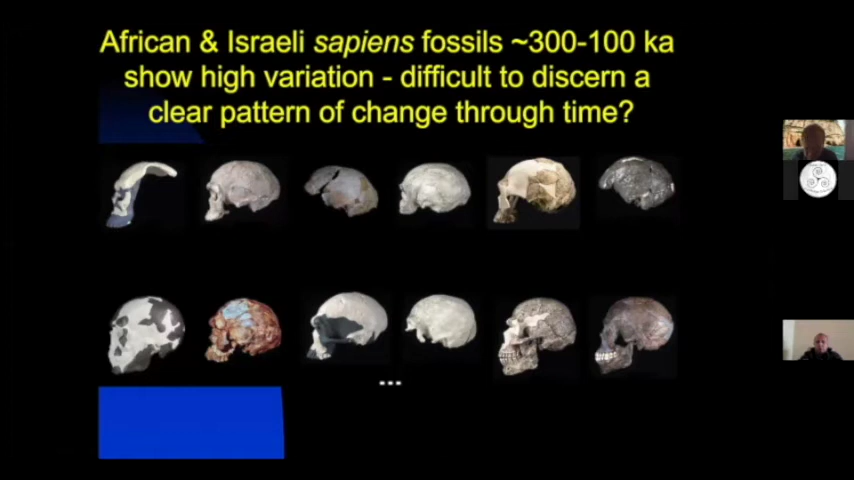 African & Israeli sapiens fossils ~300-100 ka
show high variation - difficult to discern a
clear pattern of change through time?
...